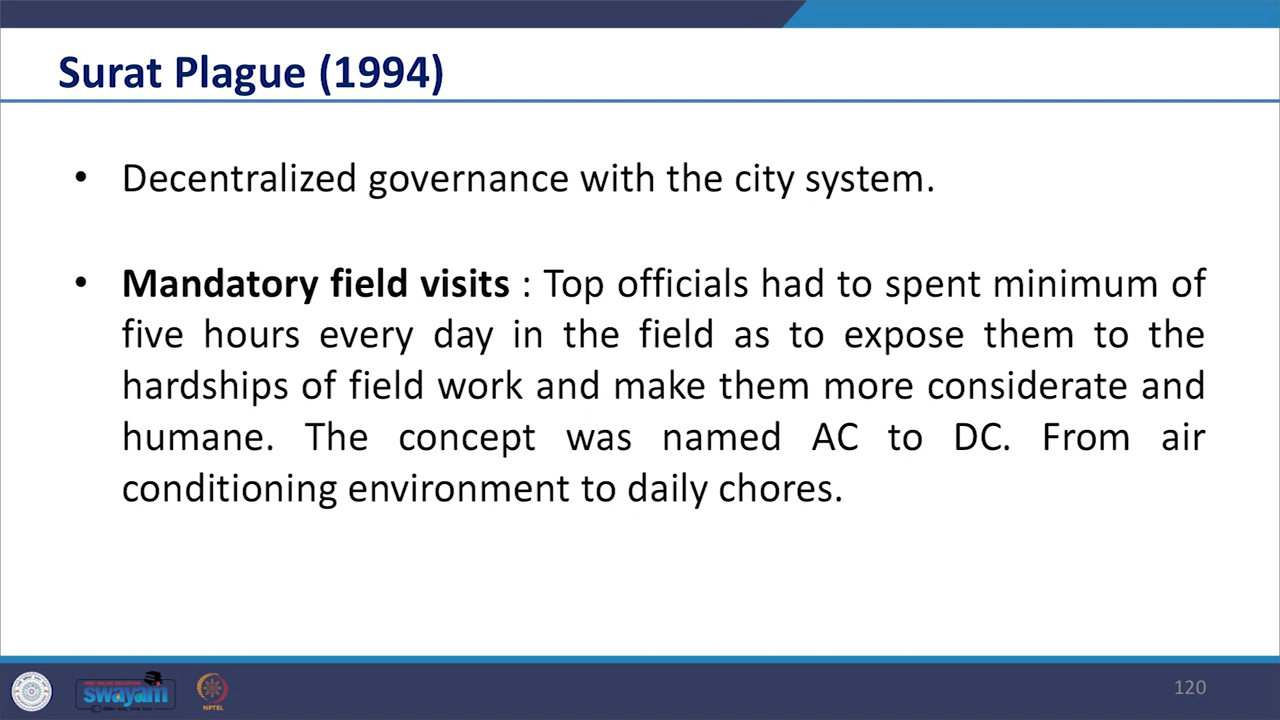 Surat Plague (1994)
• Decentralized governance with the city system.
• Mandatory field visits : Top officials had to spent minimum of
five hours every day in the field as to expose them to the
hardships of field work and make them more considerate and
humane. The concept was named AC to DC. From air
conditioning environment to daily chores.
swayam
NPTEL
120